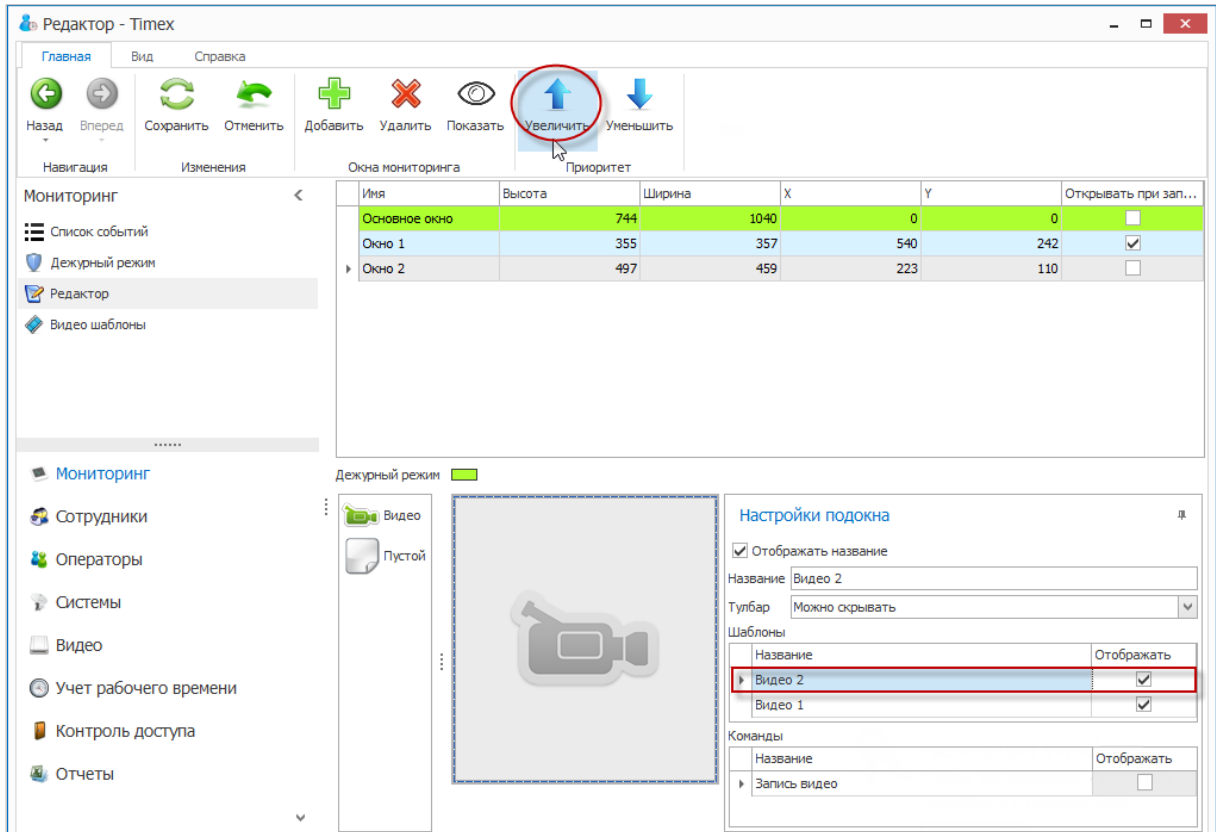 Редактор - Timex
Главная Вид Справка
Назад Вперед Сохранить Отменить Добавить Удалить Показать Увеличить Уменьшить
Навигация Изменения Окна мониторинга Приоритет
Мониторинг
Список событий
Дежурный режим
Редактор
Видео шаблоны
Имя Высота Ширина X Y Открывать при зап...
Основное окно 744 1040 0 0
Окно 1 355 357 540 242
Окно 2 497 459 223 110
Мониторинг
Сотрудники
Операторы
Системы
Видео
Учет рабочего времени
Контроль доступа
Отчеты
Дежурный режим
Видео
Пустой
Настройки подокна
Отображать название
Название Видео 2
Тулбар Можно скрывать
Шаблоны
Название Отображать
Видео 2
Видео 1
Команды
Название Отображать
Запись видео